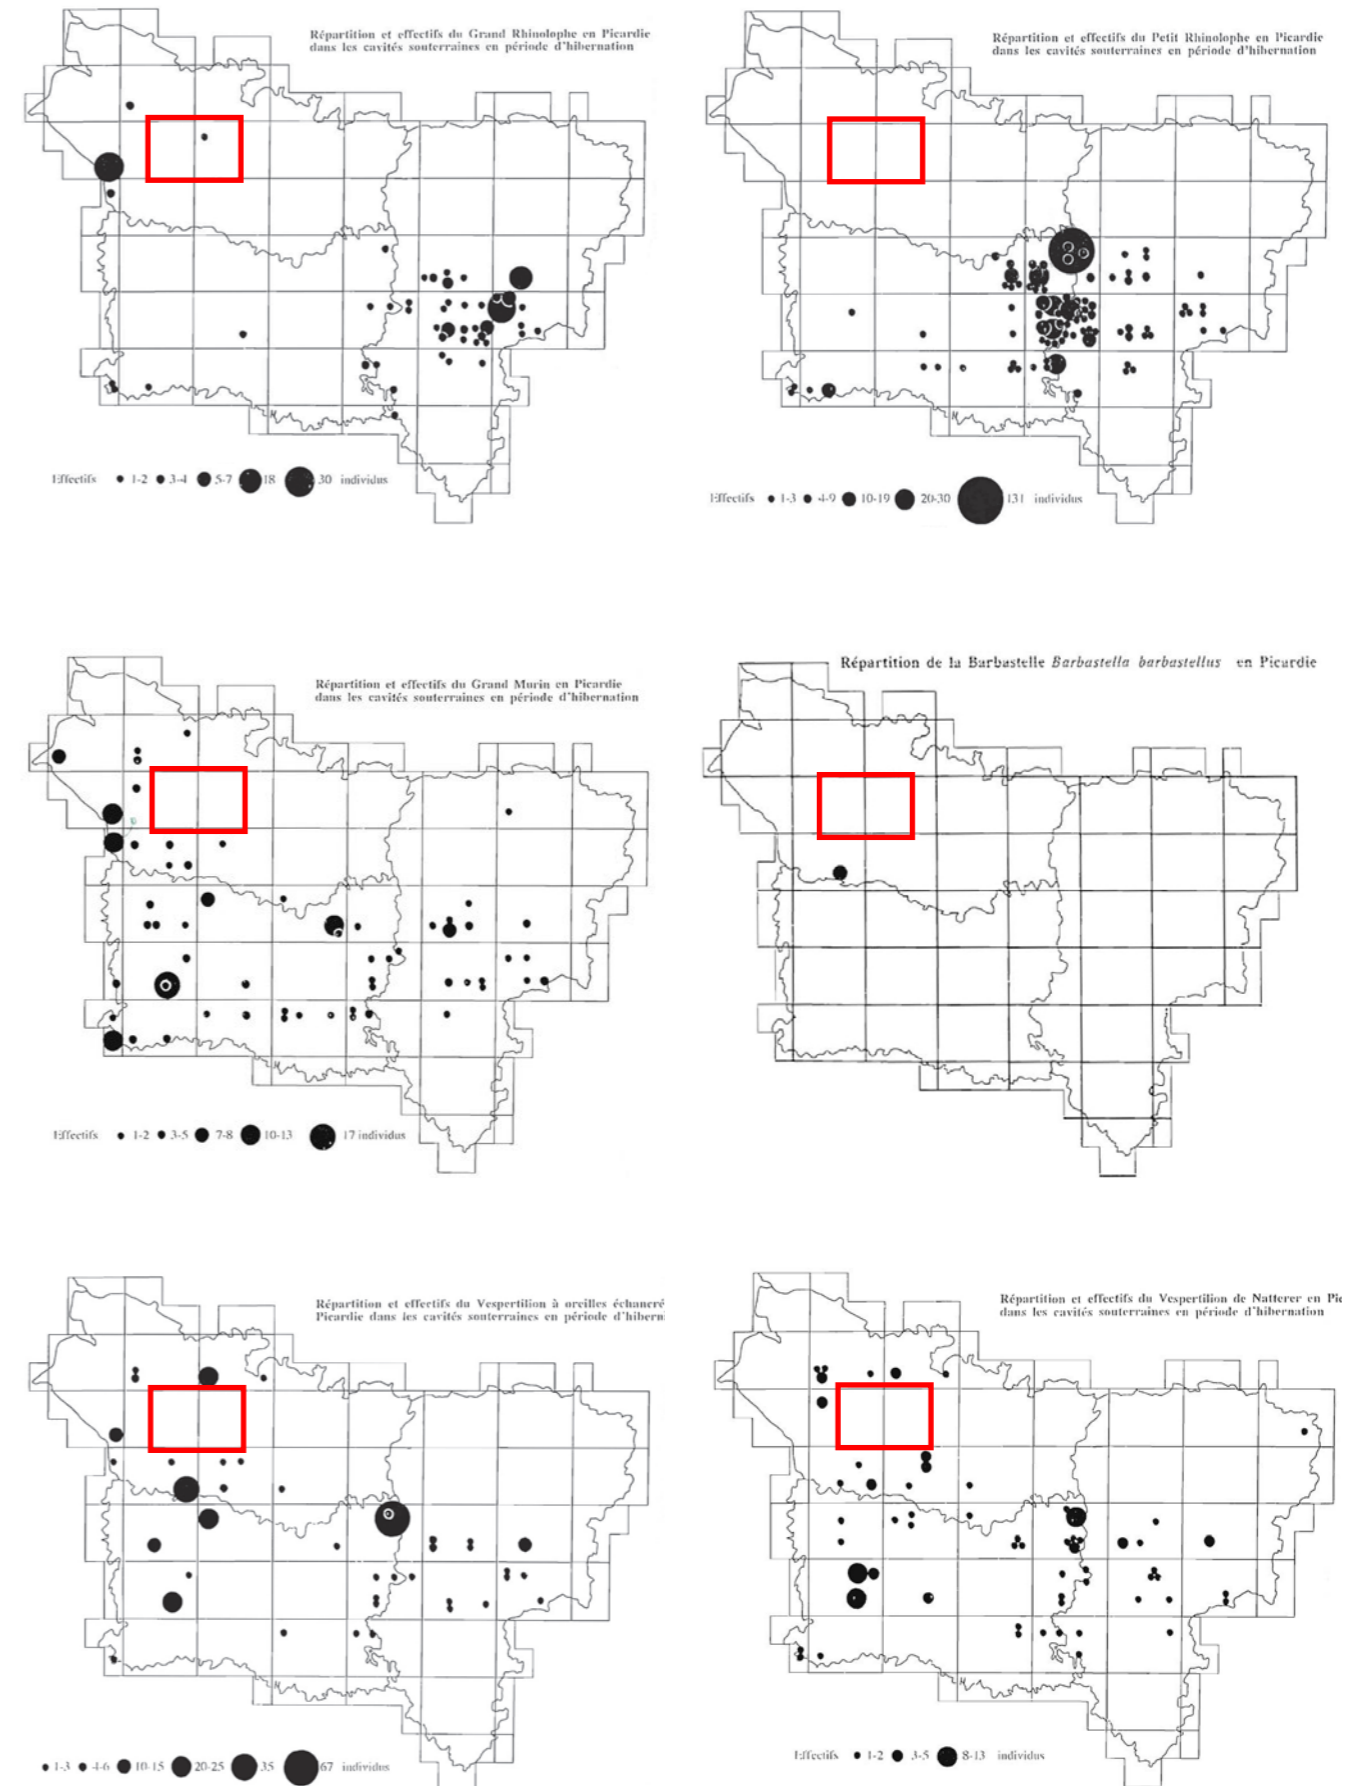 Répartition et effectifs du Grand Rhinolophe en Picardie
dans les cavités souterraines en période d'hibernation
Effectifs 1-2 3-4 5-7 18 30 individus
Répartition et effectifs du Petit Rhinolophe en Picardie
dans les cavités souterraines en période d'hibernation
Effectifs 1-3 4-9 10-19 20-30 131 individus
Répartition et effectifs du Grand Murin en Picardie
dans les cavités souterraines en période d'hibernation
Effectifs 1-2 3-5 7-8 10-13 17 individus
Répartition de la Barbastelle Barbastella barbastellus en Picardie
Répartition et effectifs du Vespertilion à oreilles échancré
Picardie dans les cavités souterraines en période d'hibern
1-3 4-6 10-15 20-25 35 67 individus
Répartition et effectifs du Vespertilion de Natterer en Pic
dans les cavités souterraines en période d'hibernation
Effectifs 1-2 3-5 8-13 individus